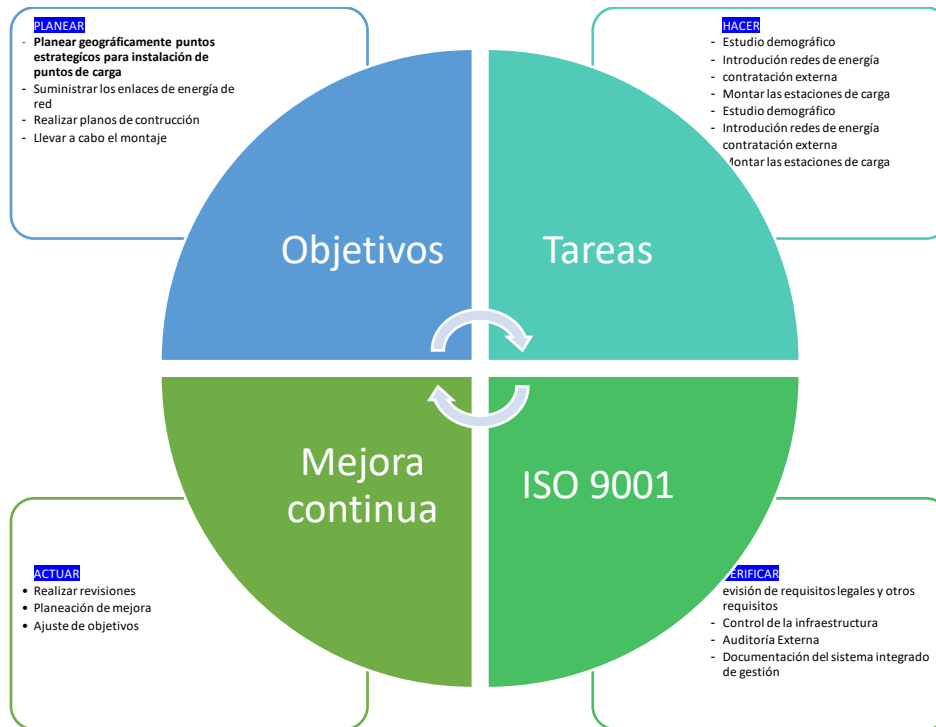 PLANEAR
- Planear geográficamente puntos
estrategícos para instalación de
puntos de carga
- Suministrar los enlaces de energía de
red
- Realizar planos de contrucción
- Llevar a cabo el montaje
HACER
- Estudio demográfico
- Introdución redes de energía
- contratación externa
- Montar las estaciones de carga
- Estudio demográfico
- Introdución redes de energía
contratación externa
Montar las estaciones de carga
Objetivos
Tareas
Mejora
continua
ISO 9001
ACTUAR
• Realizar revisiones
• Planeación de mejora
• Ajuste de objetivos
VERIFICAR
evisión de requisitos legales y otros
requisitos
- Control de la infraestructura
- Auditoría Externa
- Documentación del sistema integrado
de gestión